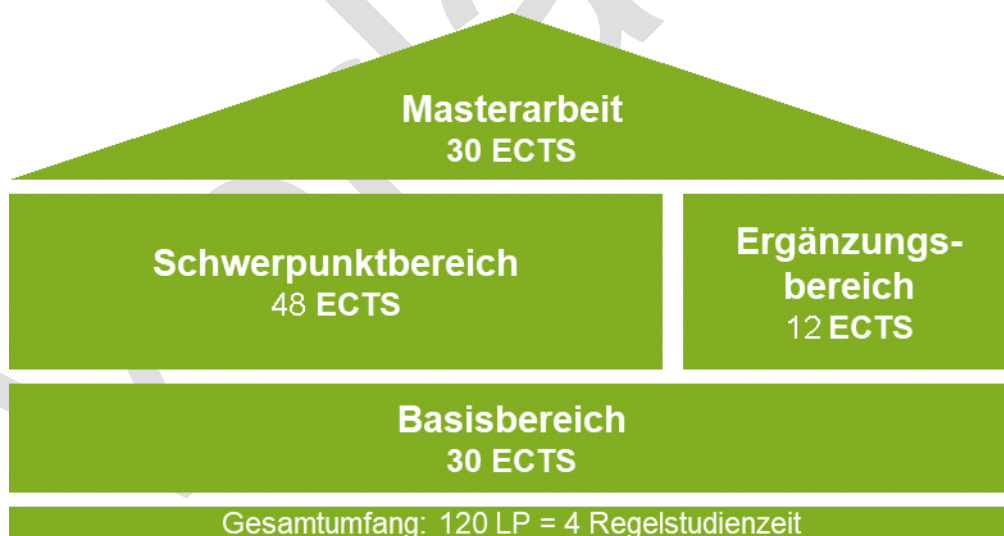 Masterarbeit
30 ECTS
Schwerpunktbereich
48 ECTS
Ergänzungs-
bereich
12 ECTS
Basisbereich
30 ECTS
Gesamtumfang: 120 LP = 4 Regelstudienzeit